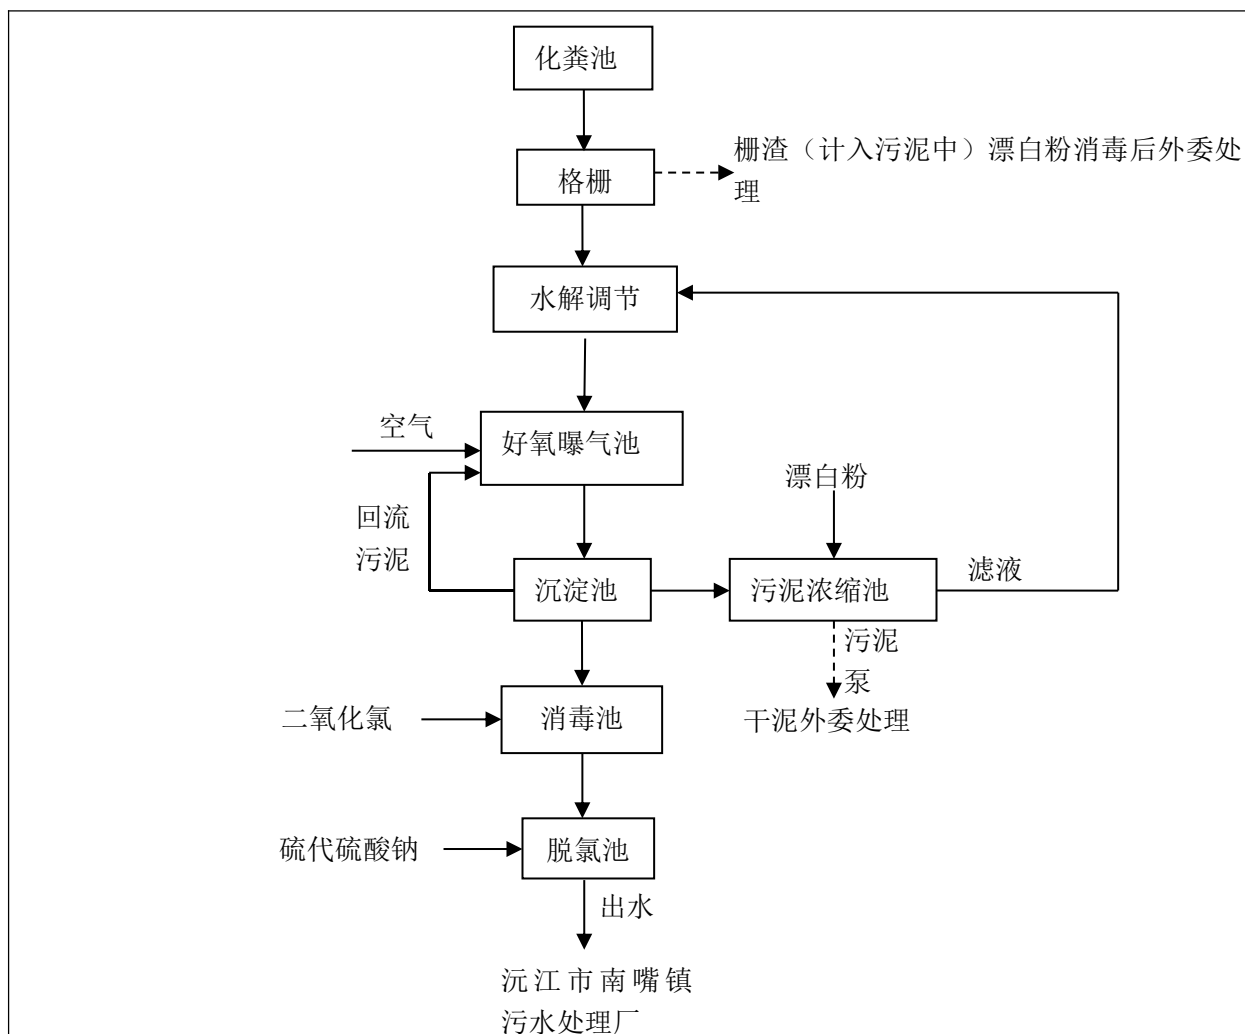 化粪池
栅渣（计入污泥中）漂白粉消毒后外委处
理
格栅
水解调节
空气
好氧曝气池
漂白粉
回流
污泥
沉淀池
污泥浓缩池
滤液
污泥
泵
二氧化氯
消毒池
干泥外委处理
硫代硫酸钠
脱氯池
出水
沅江市南嘴镇
污水处理厂